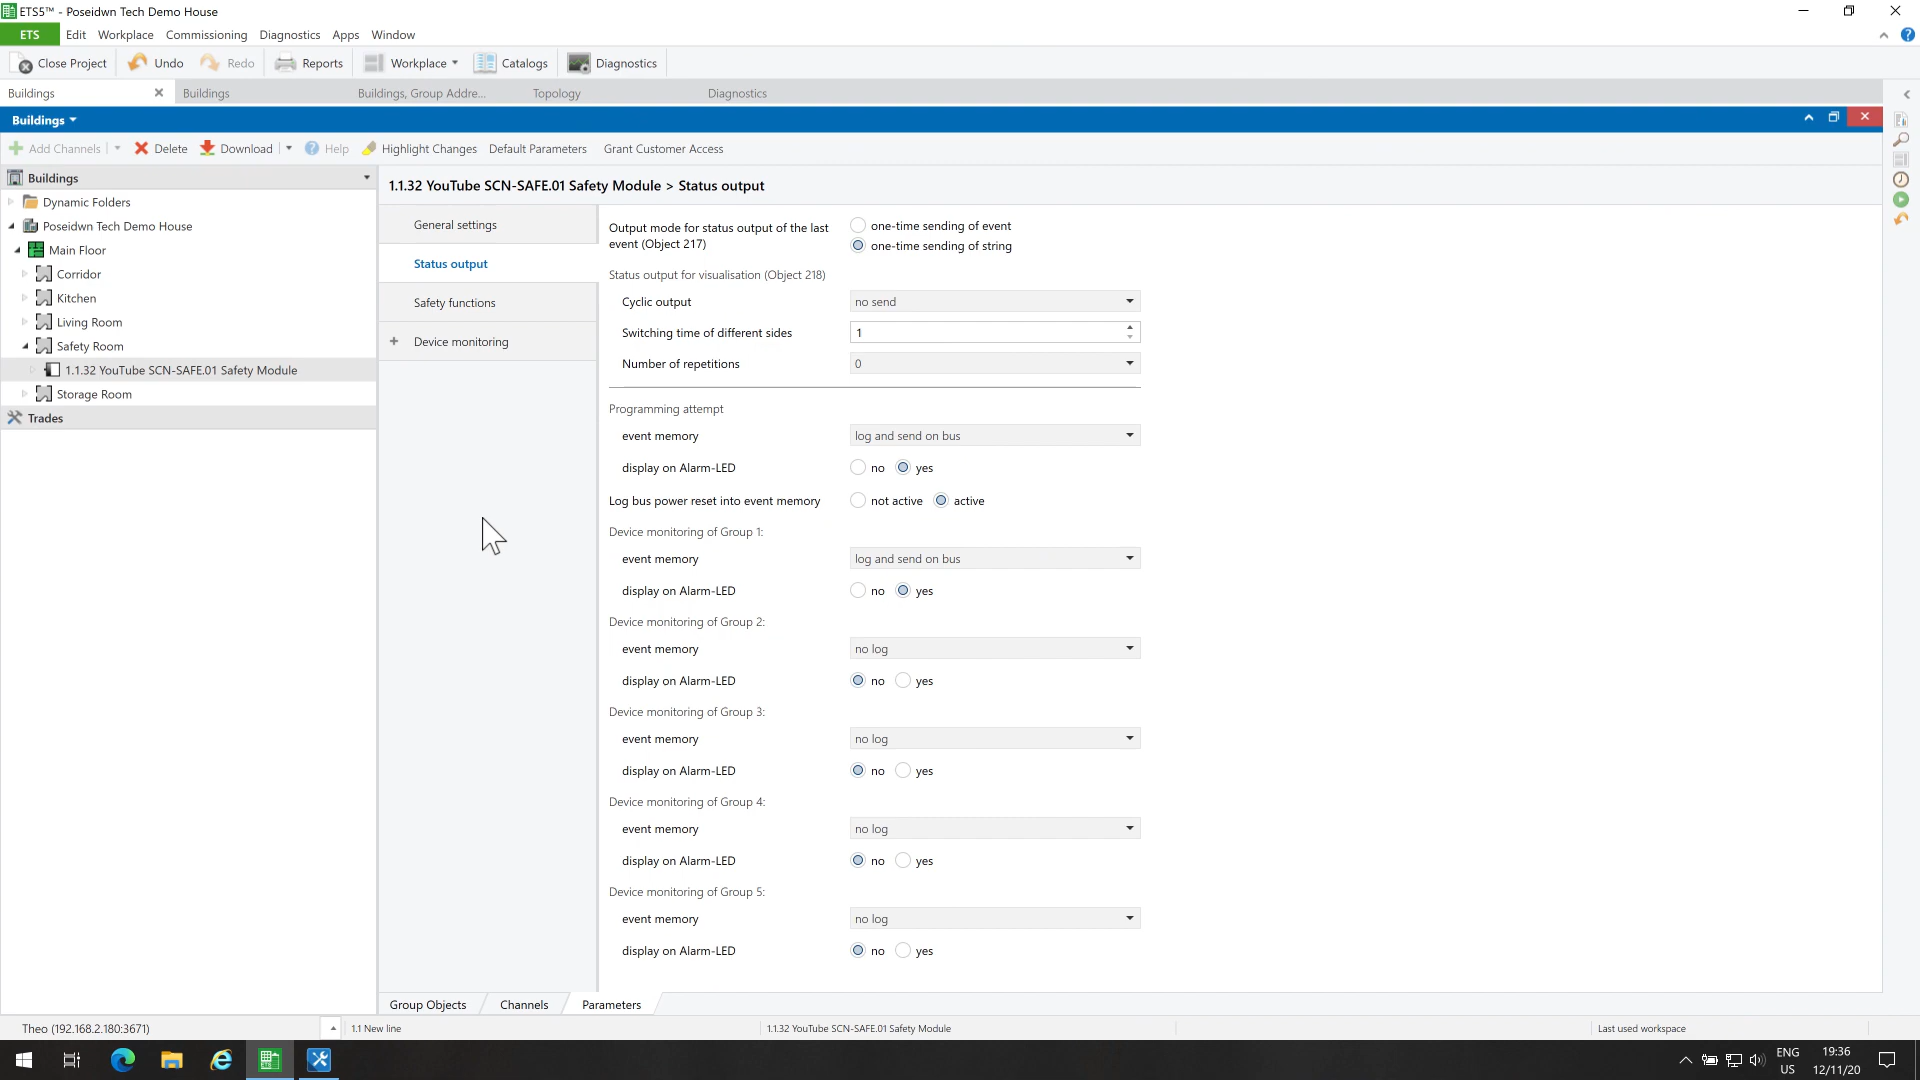 ETS5™ - Poseidwn Tech Demo House
ETS Edit Workplace Commissioning Diagnostics Apps Window
Close Project Undo Redo Reports Workplace Catalogs Diagnostics
Buildings Buildings Buildings, Group Addre... Topology Diagnostics
Buildings
Add Channels Delete Download Help Highlight Changes Default Parameters Grant Customer Access
Buildings
Dynamic Folders
Poseidwn Tech Demo House
Main Floor
Corridor
Kitchen
Living Room
Safety Room
1.1.32 YouTube SCN-SAFE.01 Safety Module
Storage Room
Trades
1.1.32 YouTube SCN-SAFE.01 Safety Module > Status output
General settings
Status output
Safety functions
+ Device monitoring
Output mode for status output of the last
event (Object 217)
one-time sending of event
one-time sending of string
Status output for visualisation (Object 218)
Cyclic output no send
Switching time of different sides 1
Number of repetitions 0
Programming attempt
event memory log and send on bus
display on Alarm-LED no yes
Log bus power reset into event memory not active active
Device monitoring of Group 1:
event memory log and send on bus
display on Alarm-LED no yes
Device monitoring of Group 2:
event memory no log
display on Alarm-LED no yes
Device monitoring of Group 3:
event memory no log
display on Alarm-LED no yes
Device monitoring of Group 4:
event memory no log
display on Alarm-LED no yes
Device monitoring of Group 5:
event memory no log
display on Alarm-LED no yes
Group Objects Channels Parameters
Theo (192.168.2.180:3671) 1.1 New line 1.1.32 YouTube SCN-SAFE.01 Safety Module Last used workspace
ENG
US
19:36
12/11/20